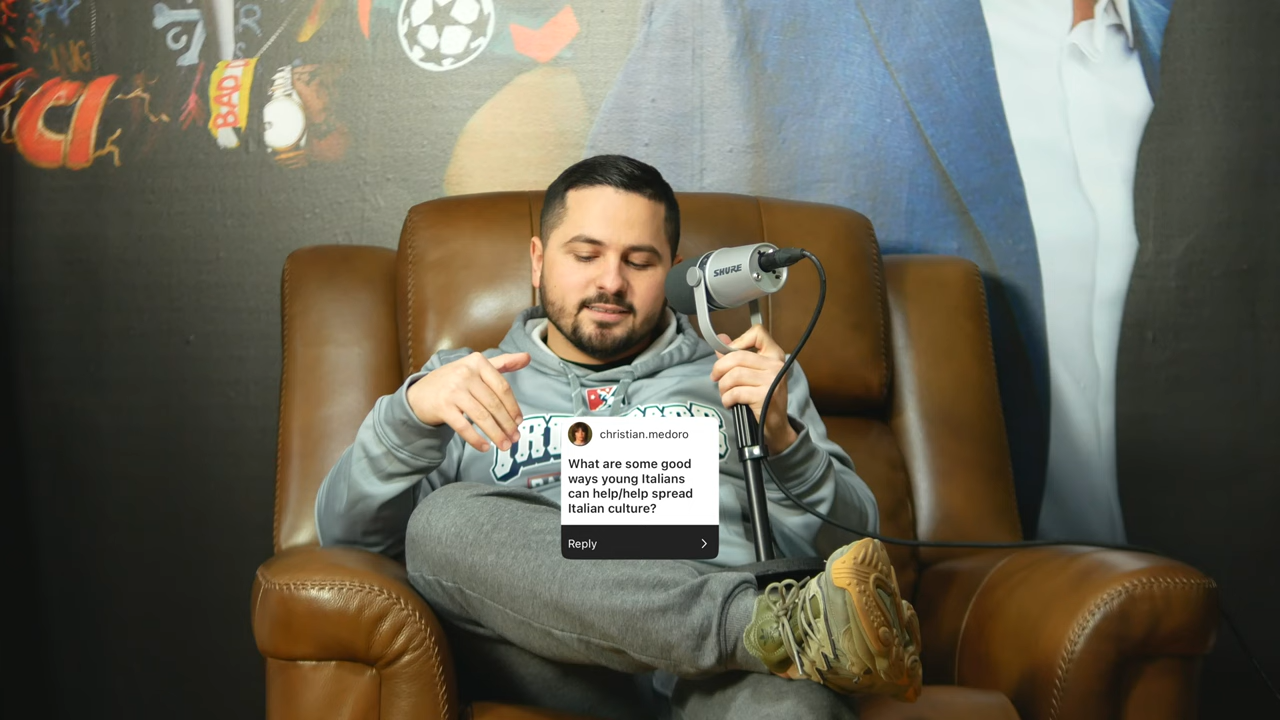 BAD
SHURE
christian.medoro
What are some good
ways young Italians
can help/help spread
Italian culture?
Reply